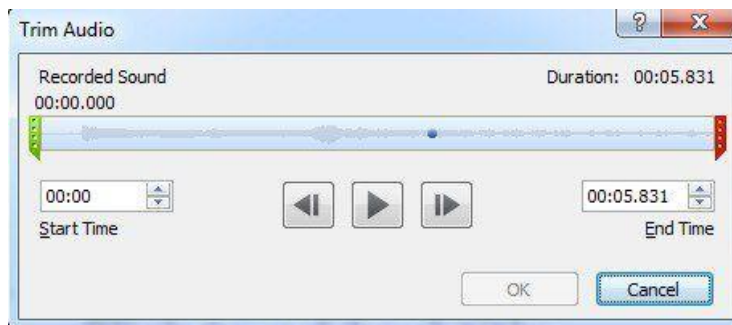 Trim Audio
Recorded Sound
Duration: 00:05.831
00:00.000
00:00
00:05.831
Start Time
End Time
OK
Cancel